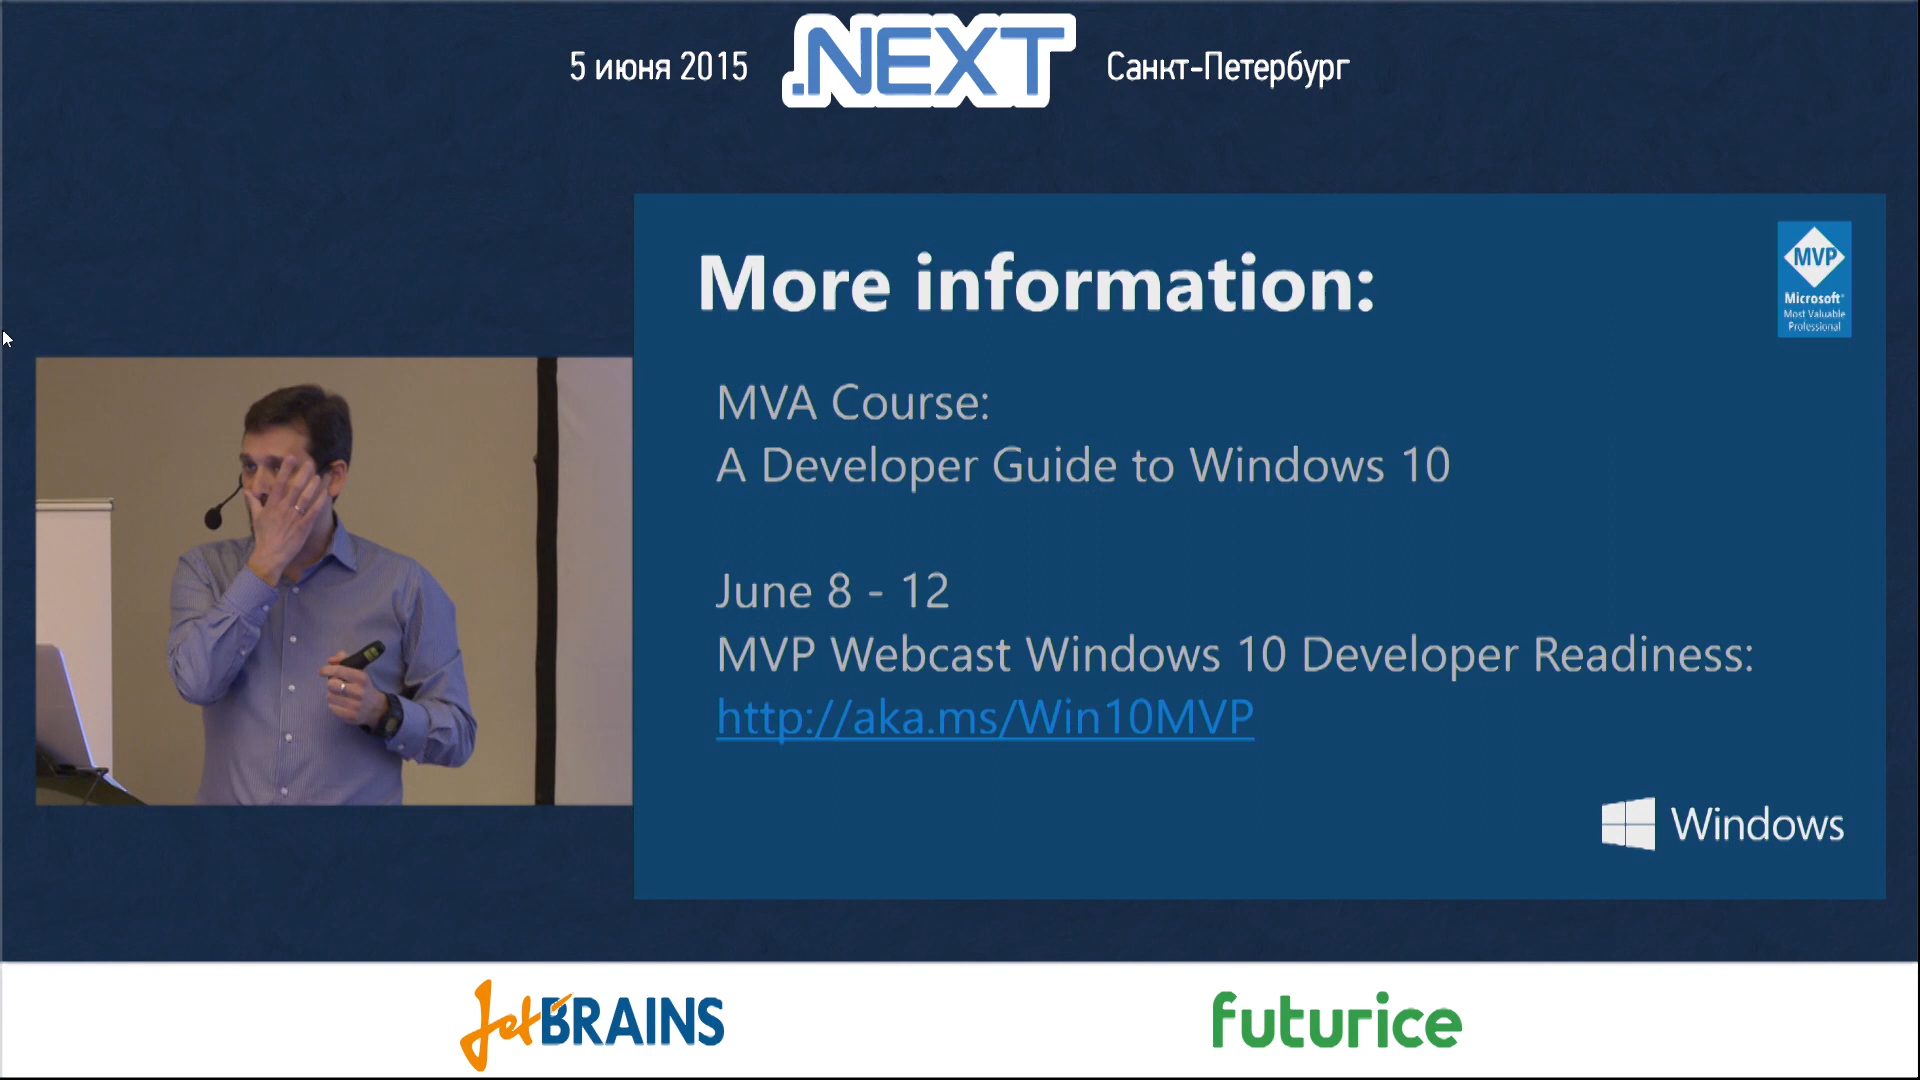 5 июня 2015
.NEXT
Санкт-Петербург
More information:
MVP
Microsoft®
Most Valuable
Professional
MVA Course:
A Developer Guide to Windows 10
June 8 - 12
MVP Webcast Windows 10 Developer Readiness:
http://aka.ms/Win10MVP
Windows
JetBRAINS
futurice